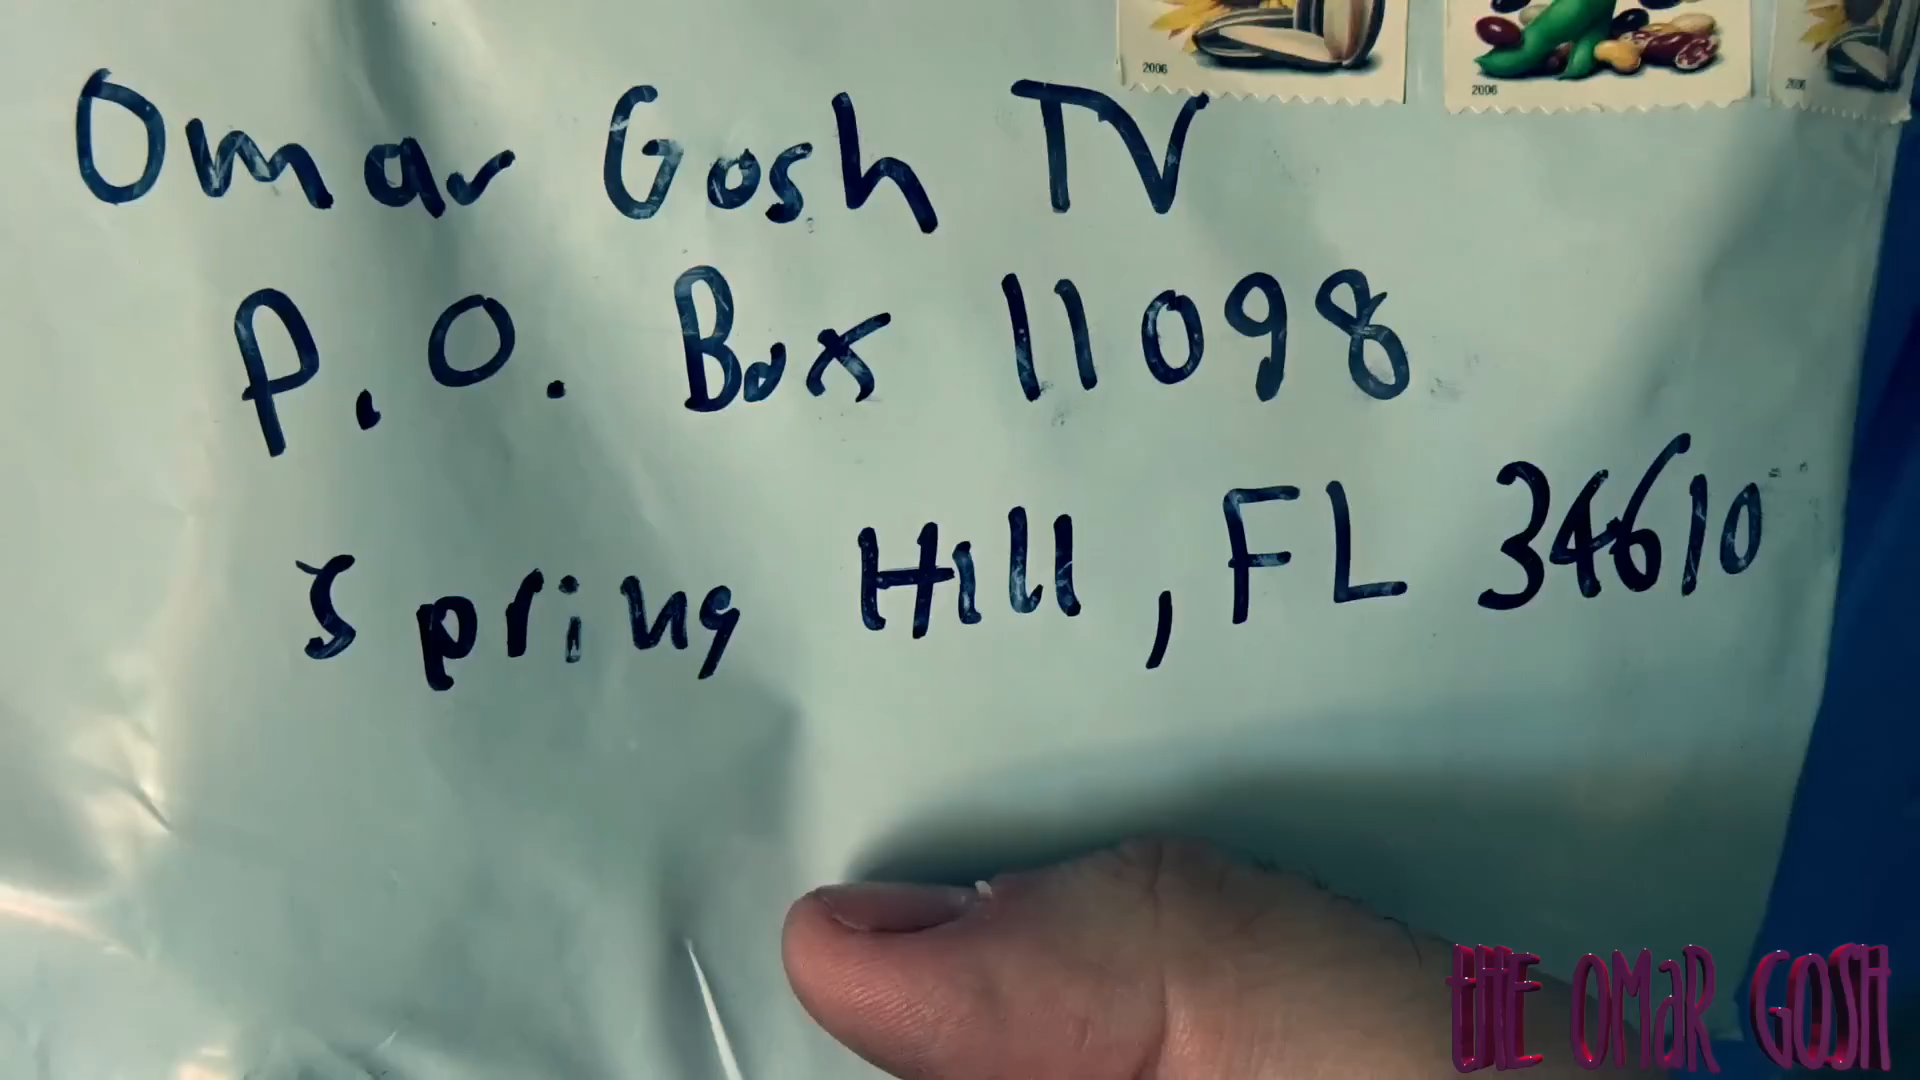 2006 2006 2006
Omar Gosh TV
P.O. Box 11098
Spring Hill, FL 34610
THE OMAR GOSH